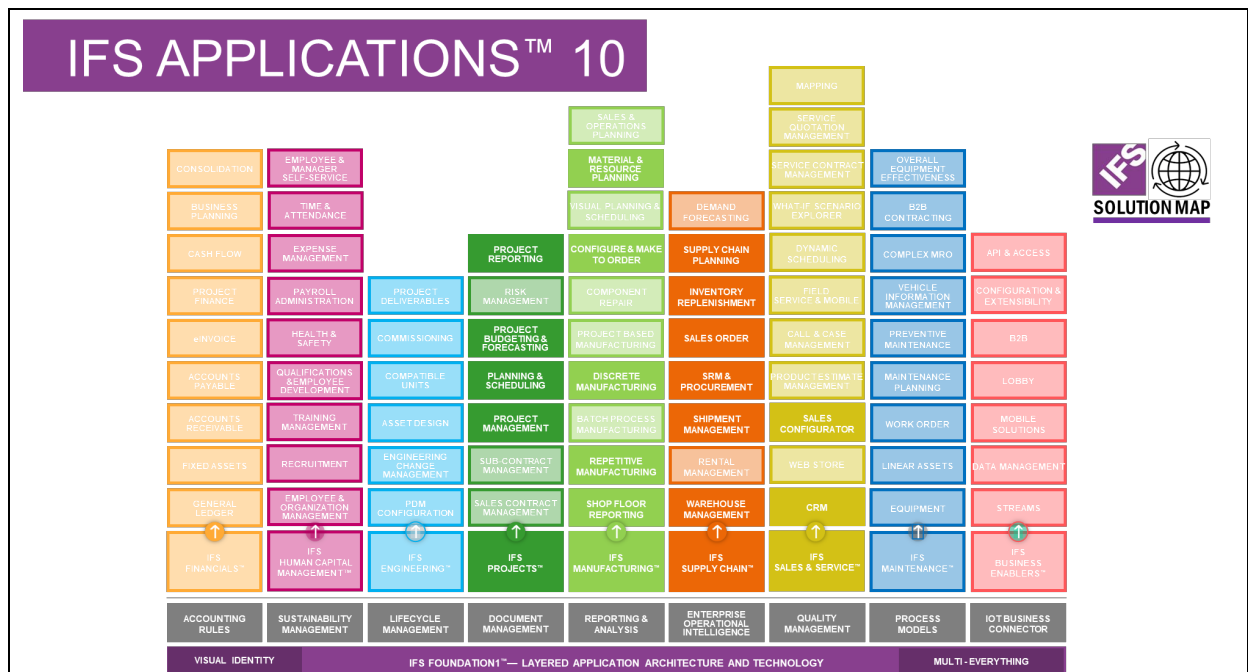 IFS APPLICATIONS™ 10
CONSOLIDATION
BUSINESS
PLANNING
CASH FLOW
PROJECT
FINANCE
eINVOICE
ACCOUNTS
PAYABLE
ACCOUNTS
RECEIVABLE
FIXED ASSETS
GENERAL
LEDGER
IFS
FINANCIALS™
EMPLOYEE &
MANAGER
SELF-SERVICE
TIME &
ATTENDANCE
EXPENSE
MANAGEMENT
PAYROLL
ADMINISTRATION
HEALTH &
SAFETY
QUALIFICATIONS
& EMPLOYEE
DEVELOPMENT
TRAINING
MANAGEMENT
RECRUITMENT
EMPLOYEE &
ORGANIZATION
MANAGEMENT
IFS
HUMAN CAPITAL
MANAGEMENT™
PROJECT
DELIVERABLES
COMMISSIONING
COMPATIBLE
UNITS
ASSET DESIGN
ENGINEERING
CHANGE
MANAGEMENT
PDM
CONFIGURATION
IFS
ENGINEERING™
PROJECT
REPORTING
RISK
MANAGEMENT
PROJECT
BUDGETING &
FORECASTING
PLANNING &
SCHEDULING
PROJECT
MANAGEMENT
SUB-CONTRACT
MANAGEMENT
SALES CONTRACT
MANAGEMENT
IFS
PROJECTS™
SALES &
OPERATIONS
PLANNING
MATERIAL &
RESOURCE
PLANNING
VISUAL PLANNING &
SCHEDULING
CONFIGURE & MAKE
TO ORDER
COMPONENT
REPAIR
PROJECT BASED
MANUFACTURING
DISCRETE
MANUFACTURING
BATCH PROCESS
MANUFACTURING
REPETITIVE
MANUFACTURING
SHOP FLOOR
REPORTING
IFS
MANUFACTURING™
DEMAND
FORECASTING
SUPPLY CHAIN
PLANNING
INVENTORY
REPLENISHMENT
SALES ORDER
SRM &
PROCUREMENT
SHIPMENT
MANAGEMENT
RENTAL
MANAGEMENT
WAREHOUSE
MANAGEMENT
IFS
SUPPLY CHAIN™
MAPPING
SERVICE
QUOTATION
MANAGEMENT
SERVICE CONTRACT
MANAGEMENT
WHAT-IF SCENARIO
EXPLORER
DYNAMIC
SCHEDULING
FIELD
SERVICE & MOBILE
CALL & CASE
MANAGEMENT
PRODUCT ESTIMATE
MANAGEMENT
SALES
CONFIGURATOR
WEB STORE
CRM
IFS
SALES & SERVICE™
OVERALL
EQUIPMENT
EFFECTIVENESS
B2B
CONTRACTING
COMPLEX MRO
VEHICLE
INFORMATION
MANAGEMENT
PREVENTIVE
MAINTENANCE
MAINTENANCE
PLANNING
WORK ORDER
LINEAR ASSETS
EQUIPMENT
IFS
MAINTENANCE™
API & ACCESS
CONFIGURATION &
EXTENSIBILITY
B2B
LOBBY
MOBILE
SOLUTIONS
DATA MANAGEMENT
STREAMS
IFS
BUSINESS
ENABLERS™
IFS
SOLUTION MAP
ACCOUNTING
RULES
SUSTAINABILITY
MANAGEMENT
LIFECYCLE
MANAGEMENT
DOCUMENT
MANAGEMENT
REPORTING &
ANALYSIS
ENTERPRISE
OPERATIONAL
INTELLIGENCE
QUALITY
MANAGEMENT
PROCESS
MODELS
IOT BUSINESS
CONNECTOR
VISUAL IDENTITY
IFS FOUNDATION1™— LAYERED APPLICATION ARCHITECTURE AND TECHNOLOGY
MULTI-EVERYTHING